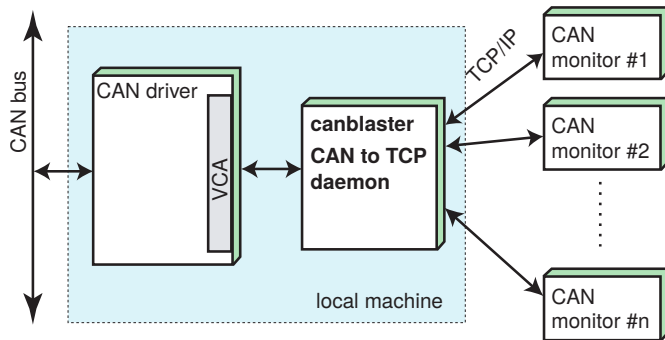 CAN bus
CAN driver
VCA
canblaster
CAN to TCP
daemon
local machine
TCP/IP
CAN
monitor #1
CAN
monitor #2
CAN
monitor #n